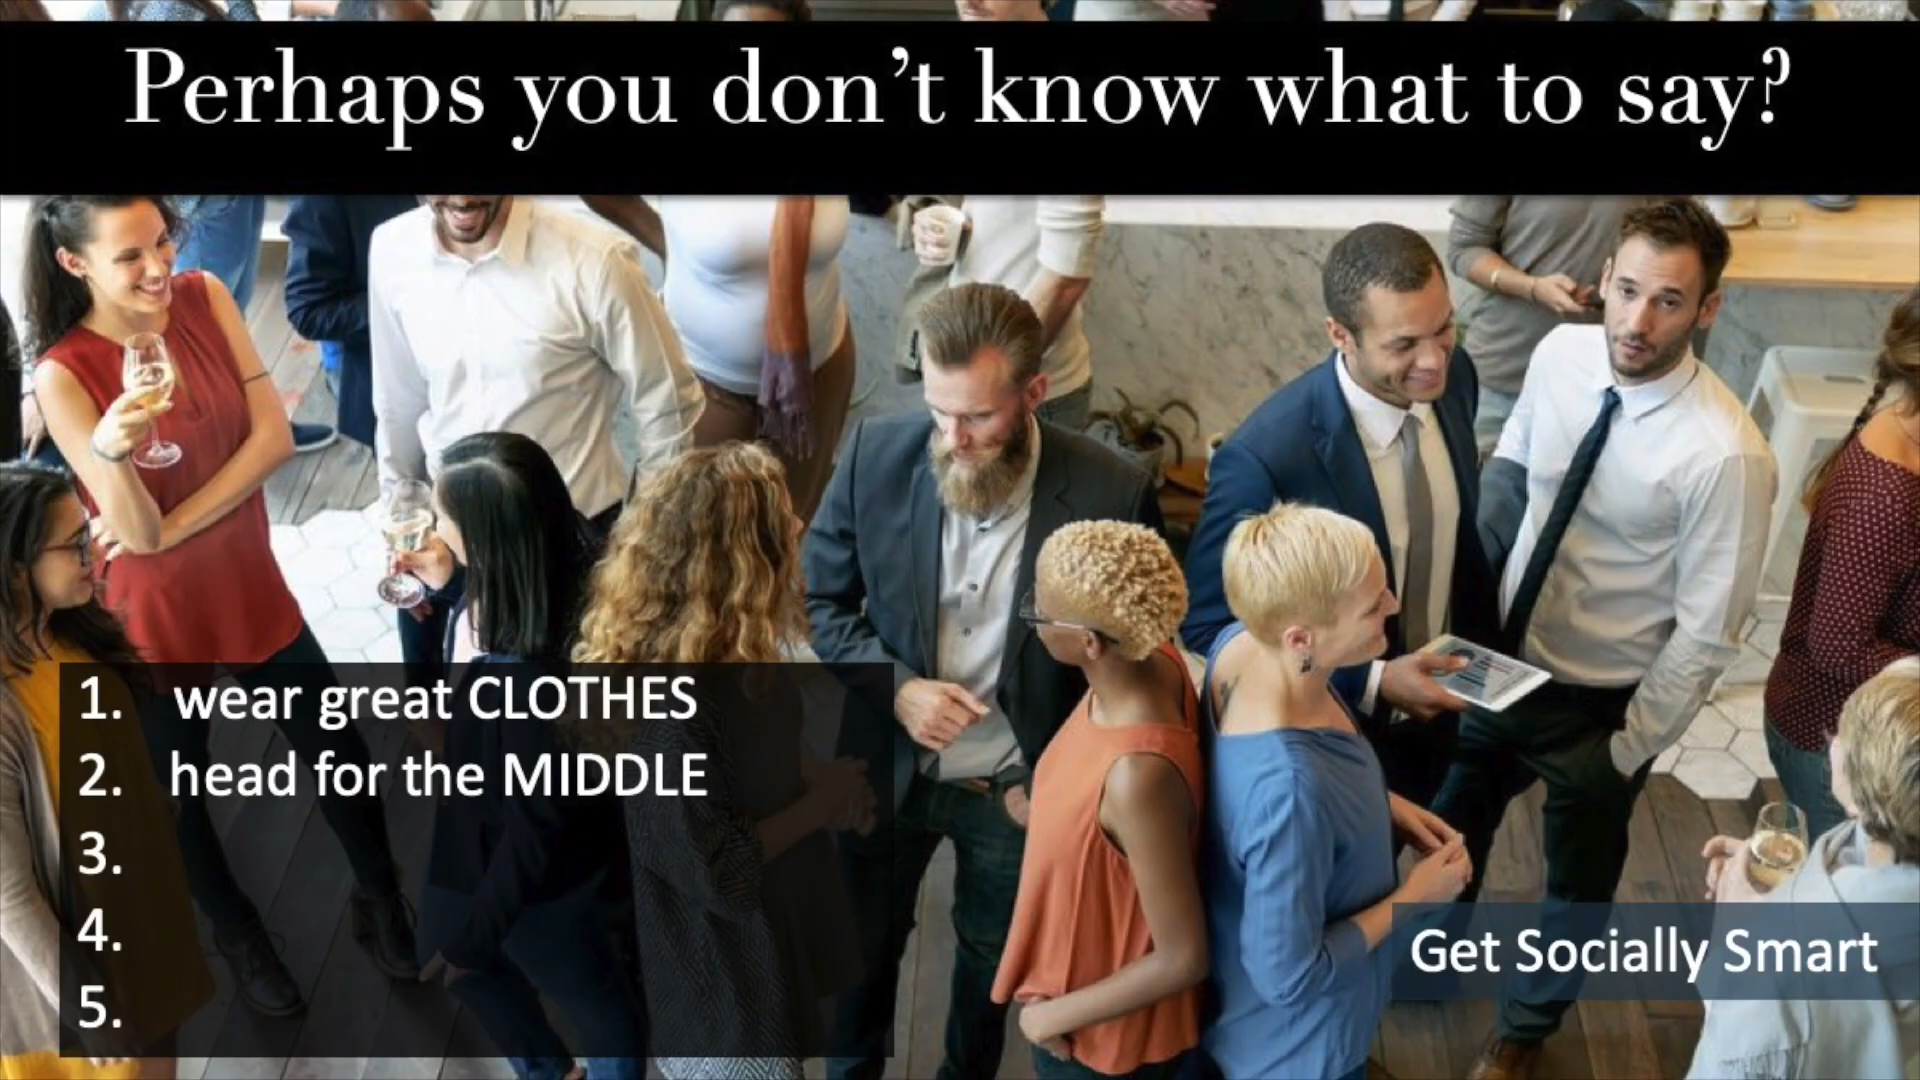 Perhaps you don’t know what to say?
1. wear great CLOTHES
2. head for the MIDDLE
3.
4.
5.
Get Socially Smart